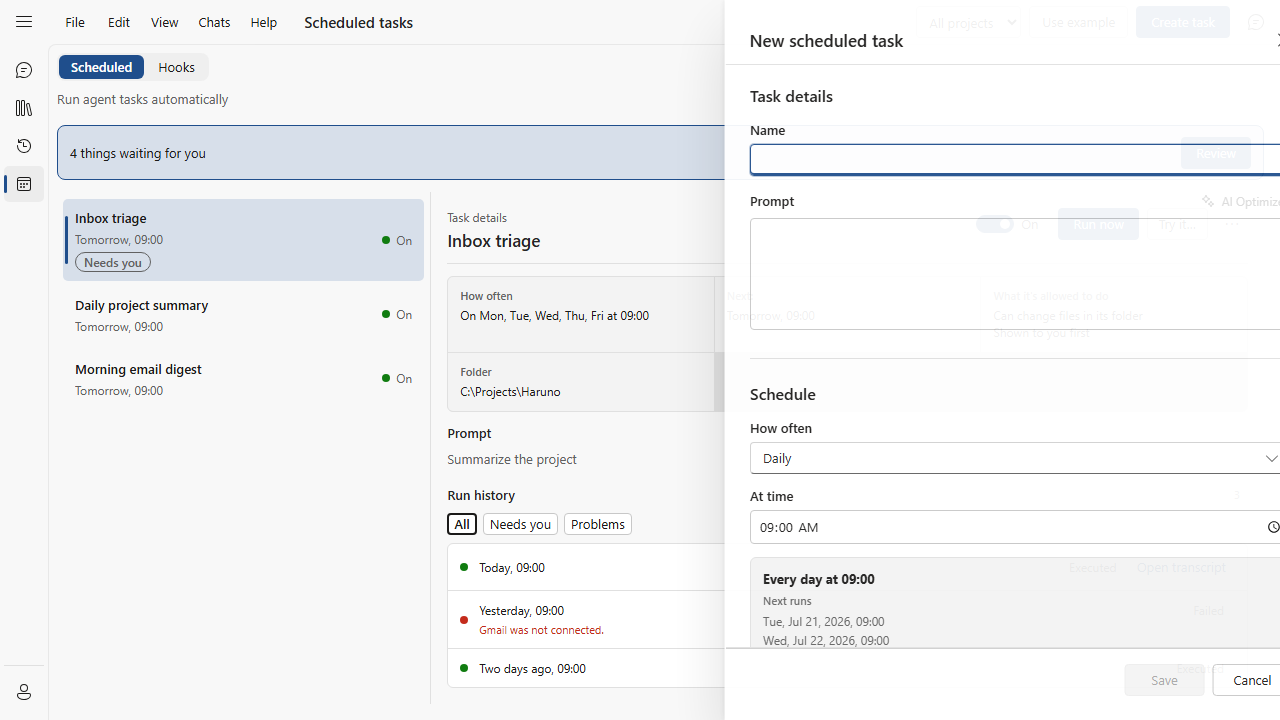 File Edit View Chats Help Scheduled tasks
All projects Use example Create task
New scheduled task
Scheduled Hooks
Run agent tasks automatically
4 things waiting for you
Review
Inbox triage
Tomorrow, 09:00
On
Needs you
Daily project summary
Tomorrow, 09:00
On
Morning email digest
Tomorrow, 09:00
On
Task details
Inbox triage
On Run now Try it...
How often
On Mon, Tue, Wed, Thu, Fri at 09:00
Next
Tomorrow, 09:00
What it's allowed to do
Can change files in its folder
Shown to you first
Folder
C:\Projects\Haruno
Prompt
Summarize the project
Run history
All Needs you Problems
Today, 09:00
Executed Open transcript
Yesterday, 09:00
Gmail was not connected.
Failed
Two days ago, 09:00
Executed
Task details
Name
Prompt
AI Optimize
Schedule
How often
Daily
At time
09:00 AM
Every day at 09:00
Next runs
Tue, Jul 21, 2026, 09:00
Wed, Jul 22, 2026, 09:00
Save Cancel